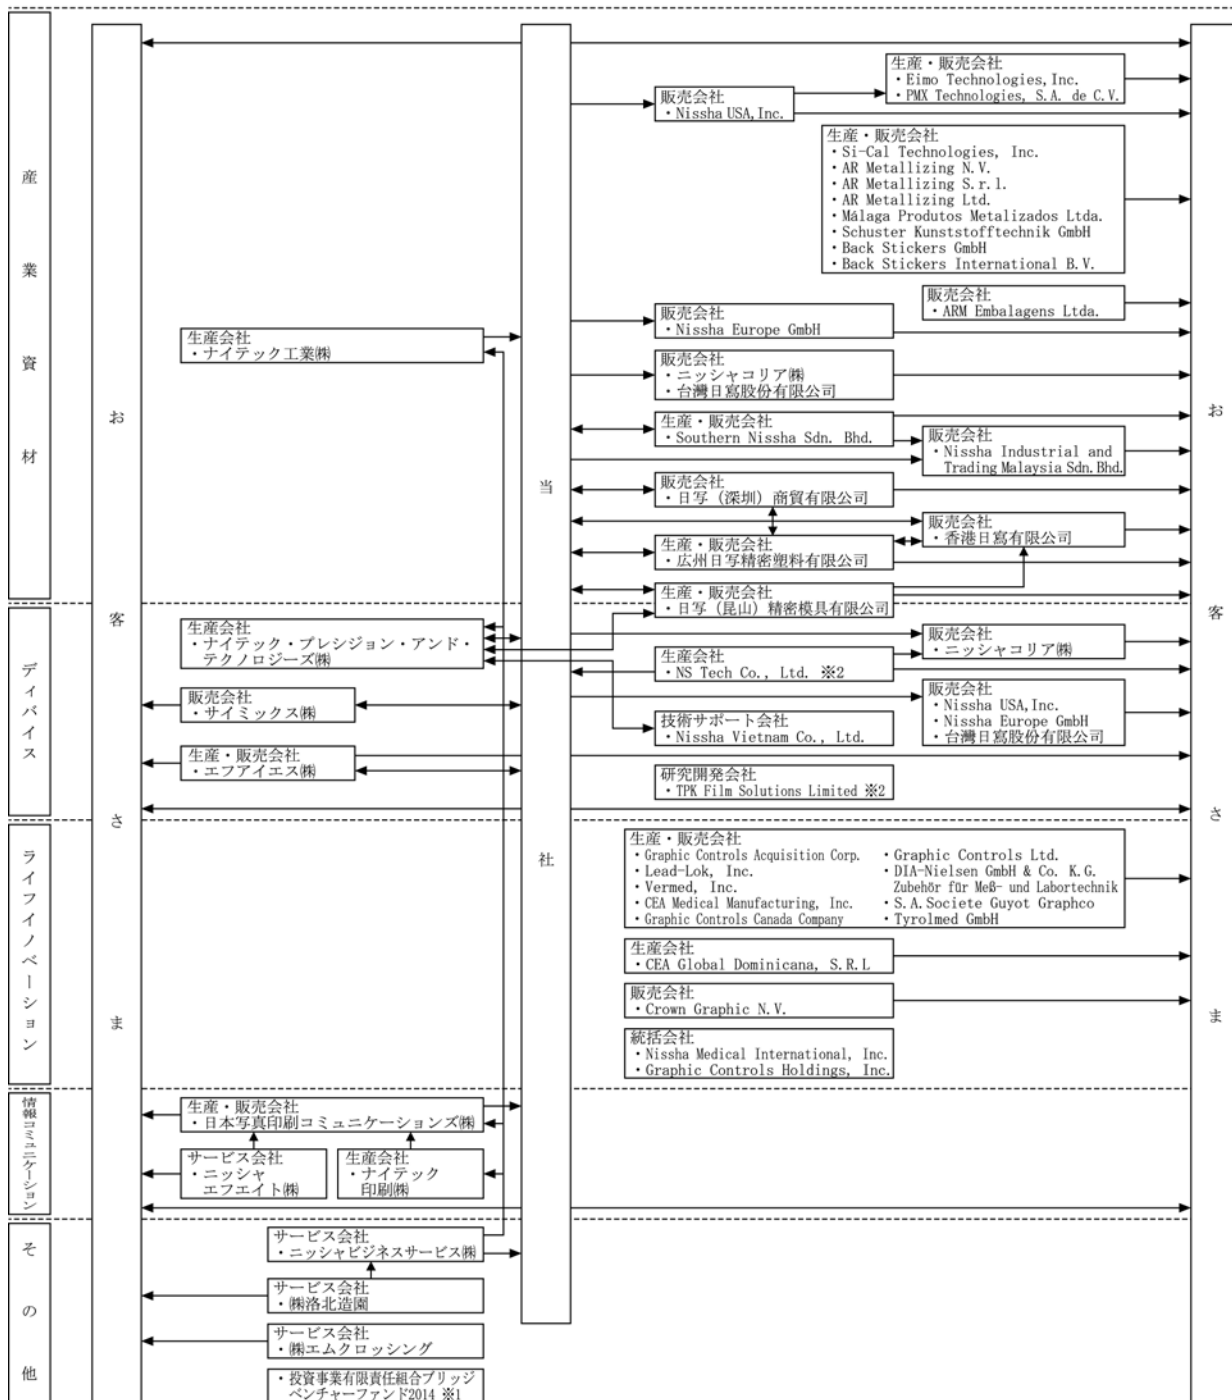 産業資材
お客さま
当社
お客さま
販売会社
・Nissha USA,Inc.
生産・販売会社
・Eimo Technologies,Inc.
・PMX Technologies, S.A. de C.V.
生産・販売会社
・Si-Cal Technologies, Inc.
・AR Metallizing N.V.
・AR Metallizing S.r.l.
・AR Metallizing Ltd.
・Málaga Produtos Metalizados Ltda.
・Schuster Kunststofftechnik GmbH
・Back Stickers GmbH
・Back Stickers International B.V.
販売会社
・ARM Embalagens Ltda.
販売会社
・Nissha Europe GmbH
生産会社
・ナイテック工業㈱
販売会社
・ニッシャコリア㈱
・台灣日寫股份有限公司
生産・販売会社
・Southern Nissha Sdn. Bhd.
販売会社
・Nissha Industrial and
Trading Malaysia Sdn.Bhd.
販売会社
・日写（深圳）商貿有限公司
販売会社
・香港日寫有限公司
生産・販売会社
・広州日写精密塑料有限公司
生産・販売会社
・日写（昆山）精密模具有限公司
ディバイス
生産会社
・ナイテック・プレシジョン・アンド・
テクノロジーズ㈱
販売会社
・ニッシャコリア㈱
生産会社
・NS Tech Co., Ltd. ※2
販売会社
・サイミックス㈱
販売会社
・Nissha USA,Inc.
・Nissha Europe GmbH
・台灣日寫股份有限公司
技術サポート会社
・Nissha Vietnam Co., Ltd.
生産・販売会社
・エフアイエス㈱
研究開発会社
・TPK Film Solutions Limited ※2
ライフイノベーション
生産・販売会社
・Graphic Controls Acquisition Corp.
・Lead-Lok, Inc.
・Vermed, Inc.
・CEA Medical Manufacturing, Inc.
・Graphic Controls Canada Company
・Graphic Controls Ltd.
・DIA-Nielsen GmbH & Co. K.G.
Zubehör für Meß- und Labortechnik
・S.A.Societe Guyot Graphco
・Tyrolmed GmbH
生産会社
・CEA Global Dominicana, S.R.L
販売会社
・Crown Graphic N.V.
統括会社
・Nissha Medical International, Inc.
・Graphic Controls Holdings, Inc.
情報コミュニケーション
生産・販売会社
・日本写真印刷コミュニケーションズ㈱
サービス会社
・ニッシャ
エフエイト㈱
生産会社
・ナイテック
印刷㈱
その他
サービス会社
・ニッシャビジネスサービス㈱
サービス会社
・㈱洛北造園
サービス会社
・㈱エムクロッシング
・投資事業有限責任組合ブリッジ
ベンチャーファンド2014 ※1